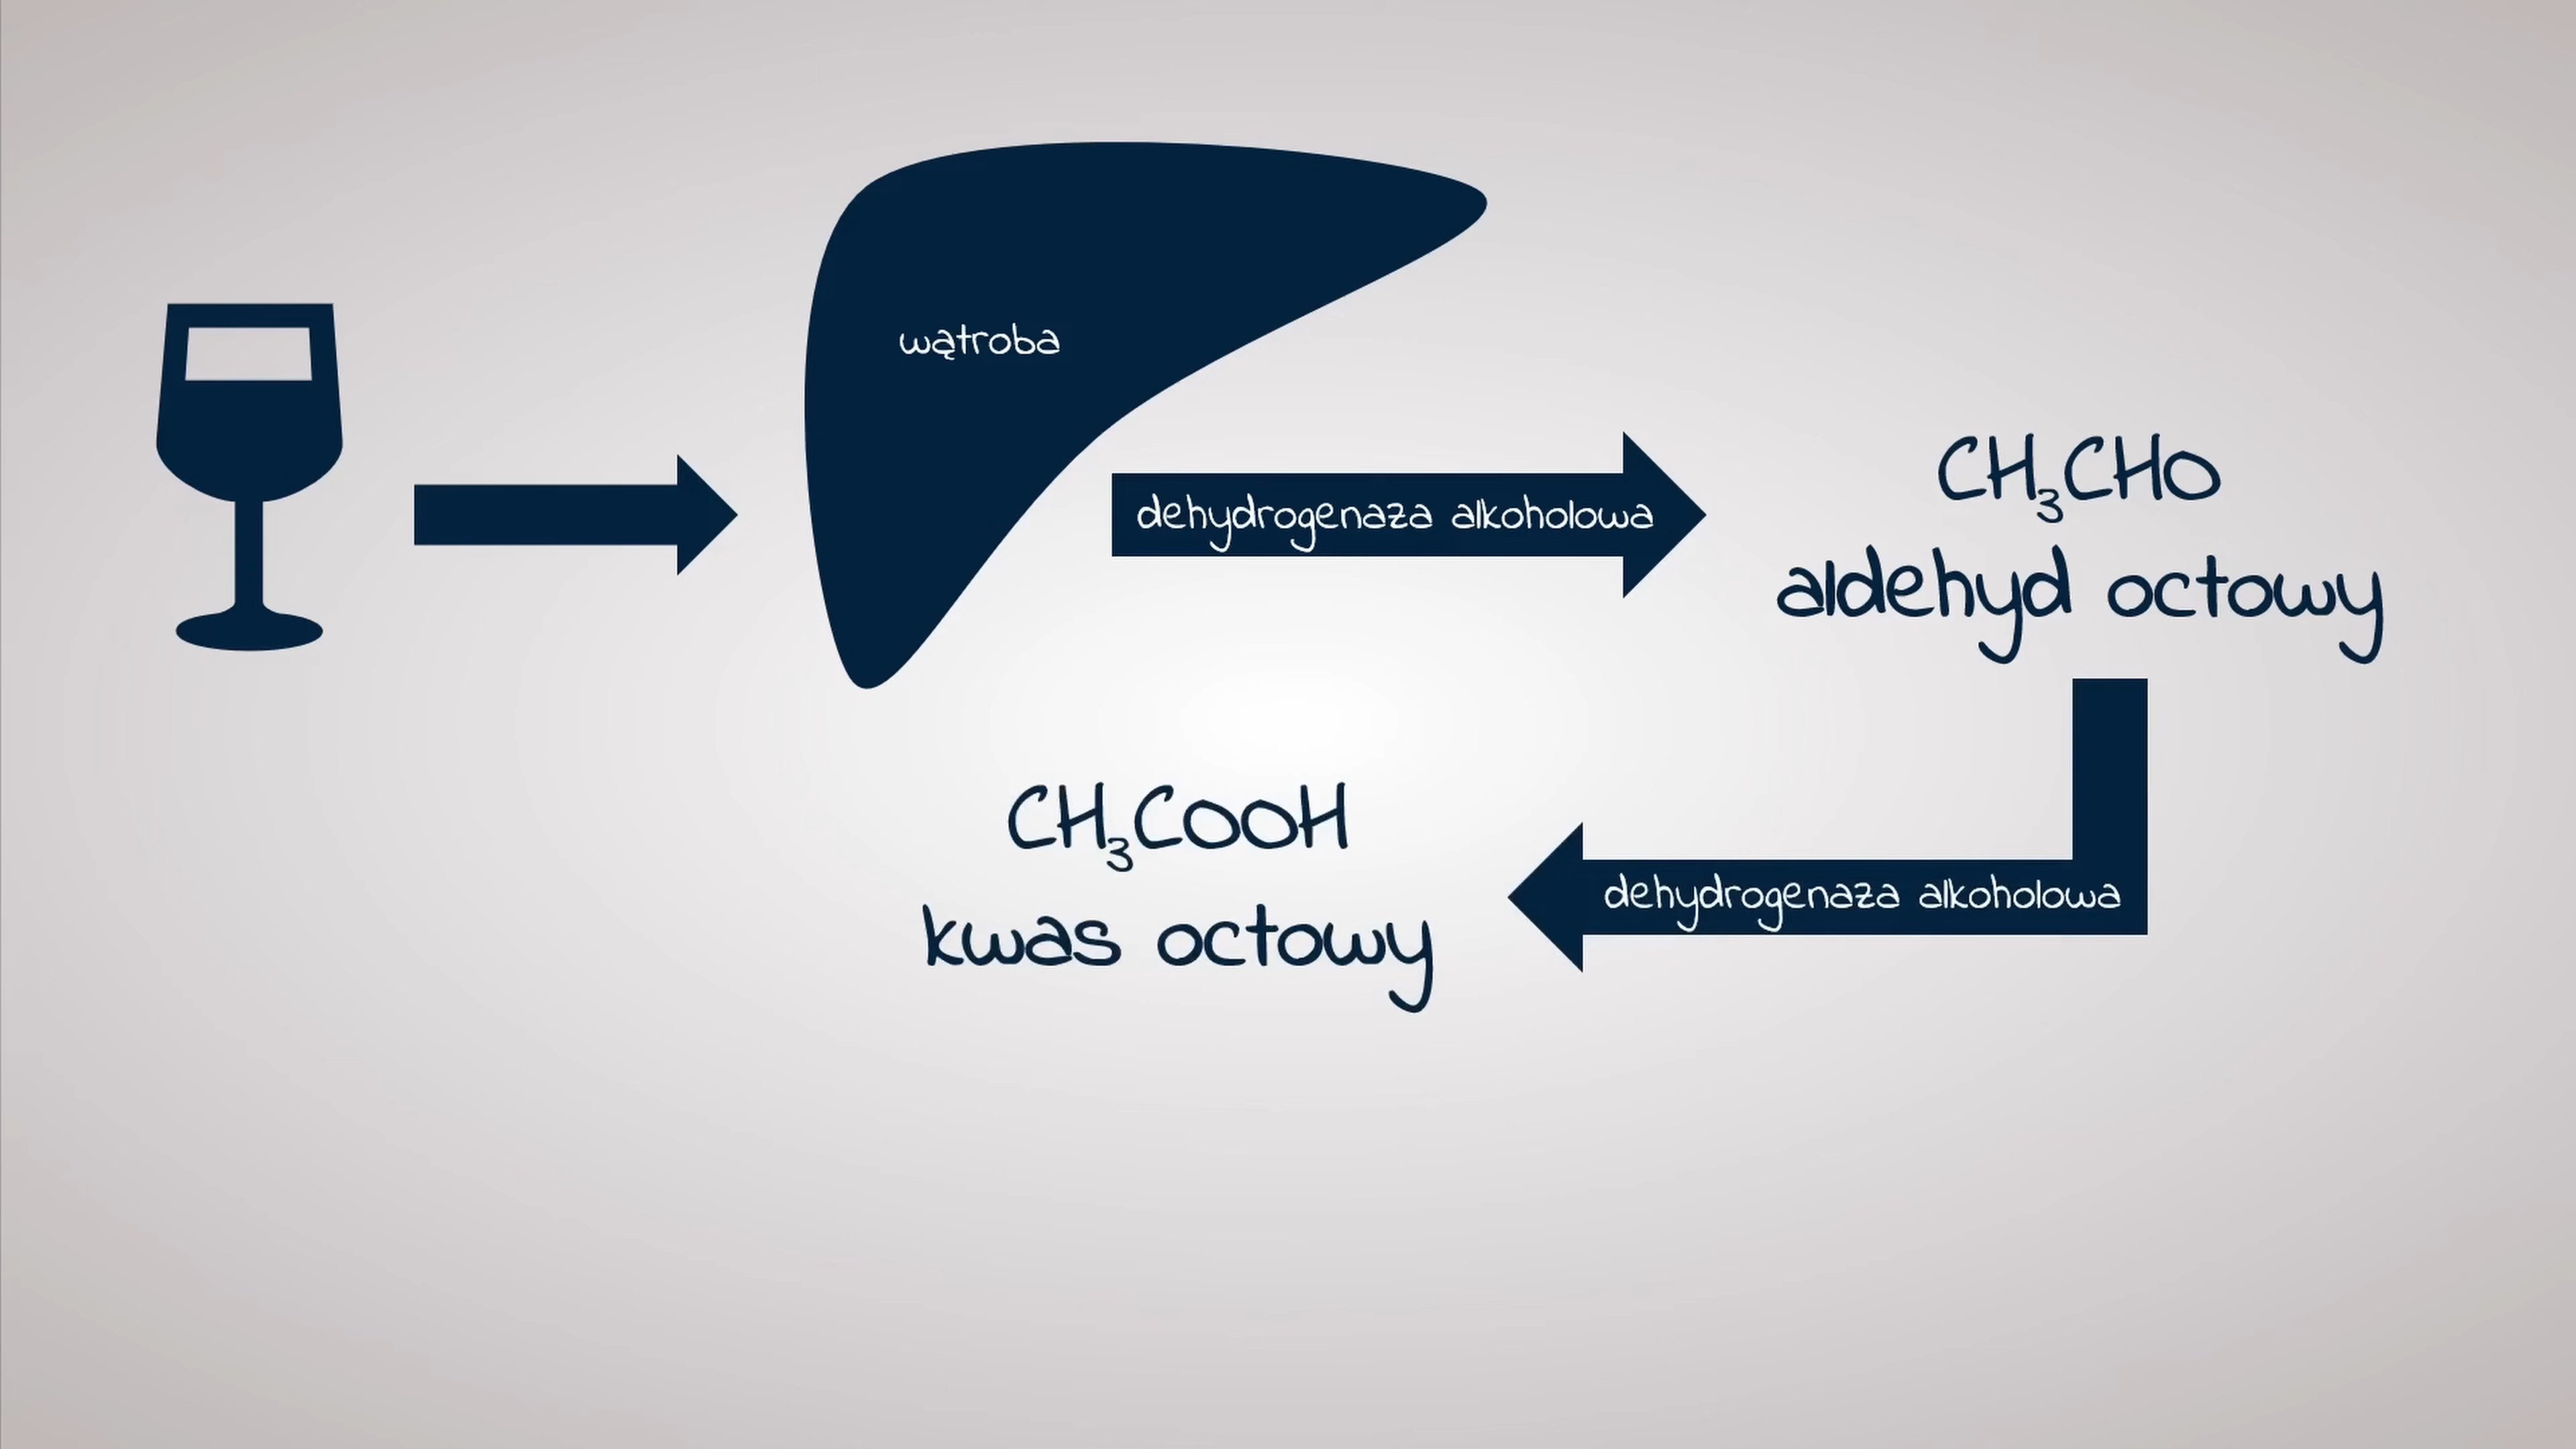 wątroba
dehydrogenaza alkoholowa
CH₃CHO
aldehyd octowy
dehydrogenaza alkoholowa
CH₃COOH
kwas octowy